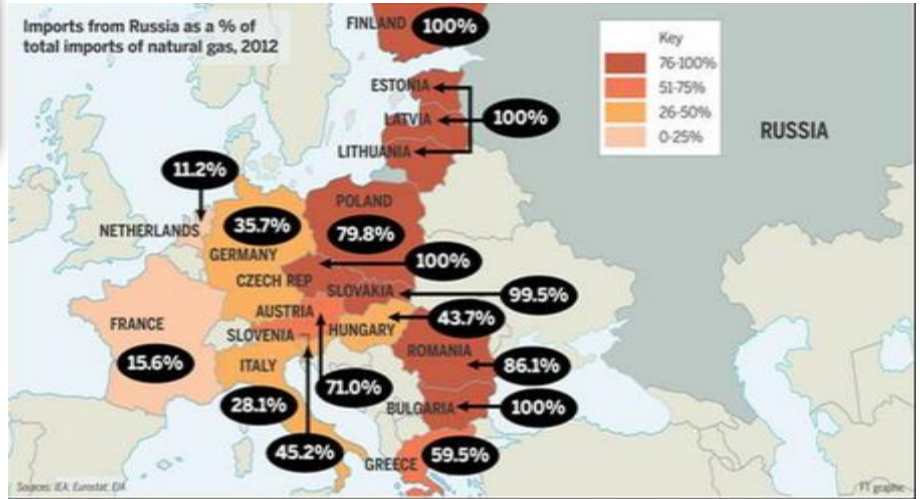 Imports from Russia as a % of
total imports of natural gas, 2012
FINLAND 100%
Key
76-100%
51-75%
26-50%
0-25%
ESTONIA
LATVIA 100%
LITHUANIA
RUSSIA
11.2%
NETHERLANDS
POLAND
79.8%
35.7%
GERMANY
100%
CZECH REP
SLOVAKIA 99.5%
AUSTRIA
43.7%
HUNGARY
SLOVENIA
FRANCE
15.6%
ROMANIA
86.1%
ITALY
28.1%
71.0%
BULGARIA 100%
45.2%
GREECE 59.5%
Sources: IEA; Eurostat; EIA
FT graphic